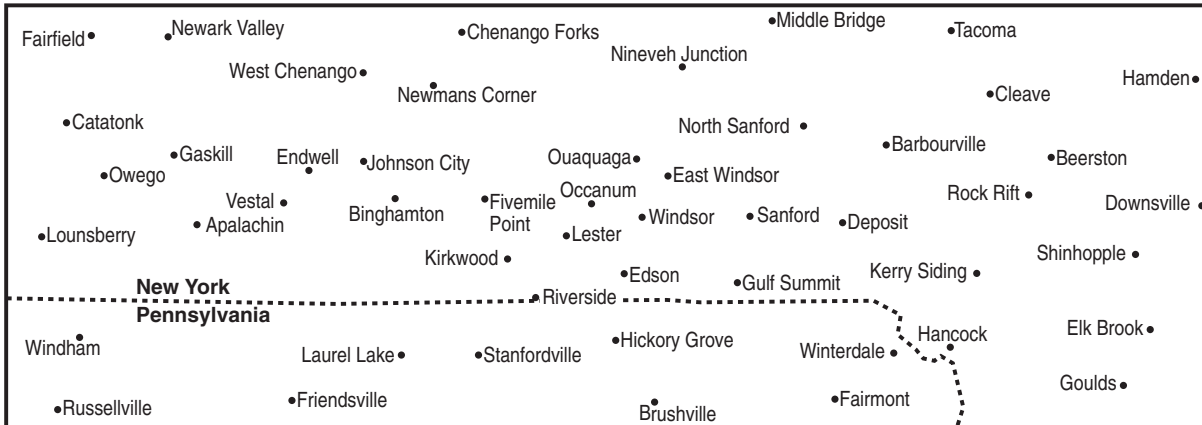 Middle Bridge
Fairfield
Newark Valley
Chenango Forks
Tacoma
Nineveh Junction
West Chenango
Newmans Corner
Cleave
Hamden
Catatonk
North Sanford
Barbourville
Gaskill
Endwell
Johnson City
Ouaquaga
Beerston
Owego
East Windsor
Occanum
Rock Rift
Vestal
Binghamton
Fivemile
Point
Downsville
Apalachin
Windsor
Sanford
Deposit
Lounsberry
Lester
Shinhopple
Kirkwood
Edson
Gulf Summit
Kerry Siding
New York
Riverside
Pennsylvania
Windham
Hickory Grove
Hancock
Elk Brook
Laurel Lake
Stanfordville
Winterdale
Goulds
Russellville
Friendsville
Brushville
Fairmont